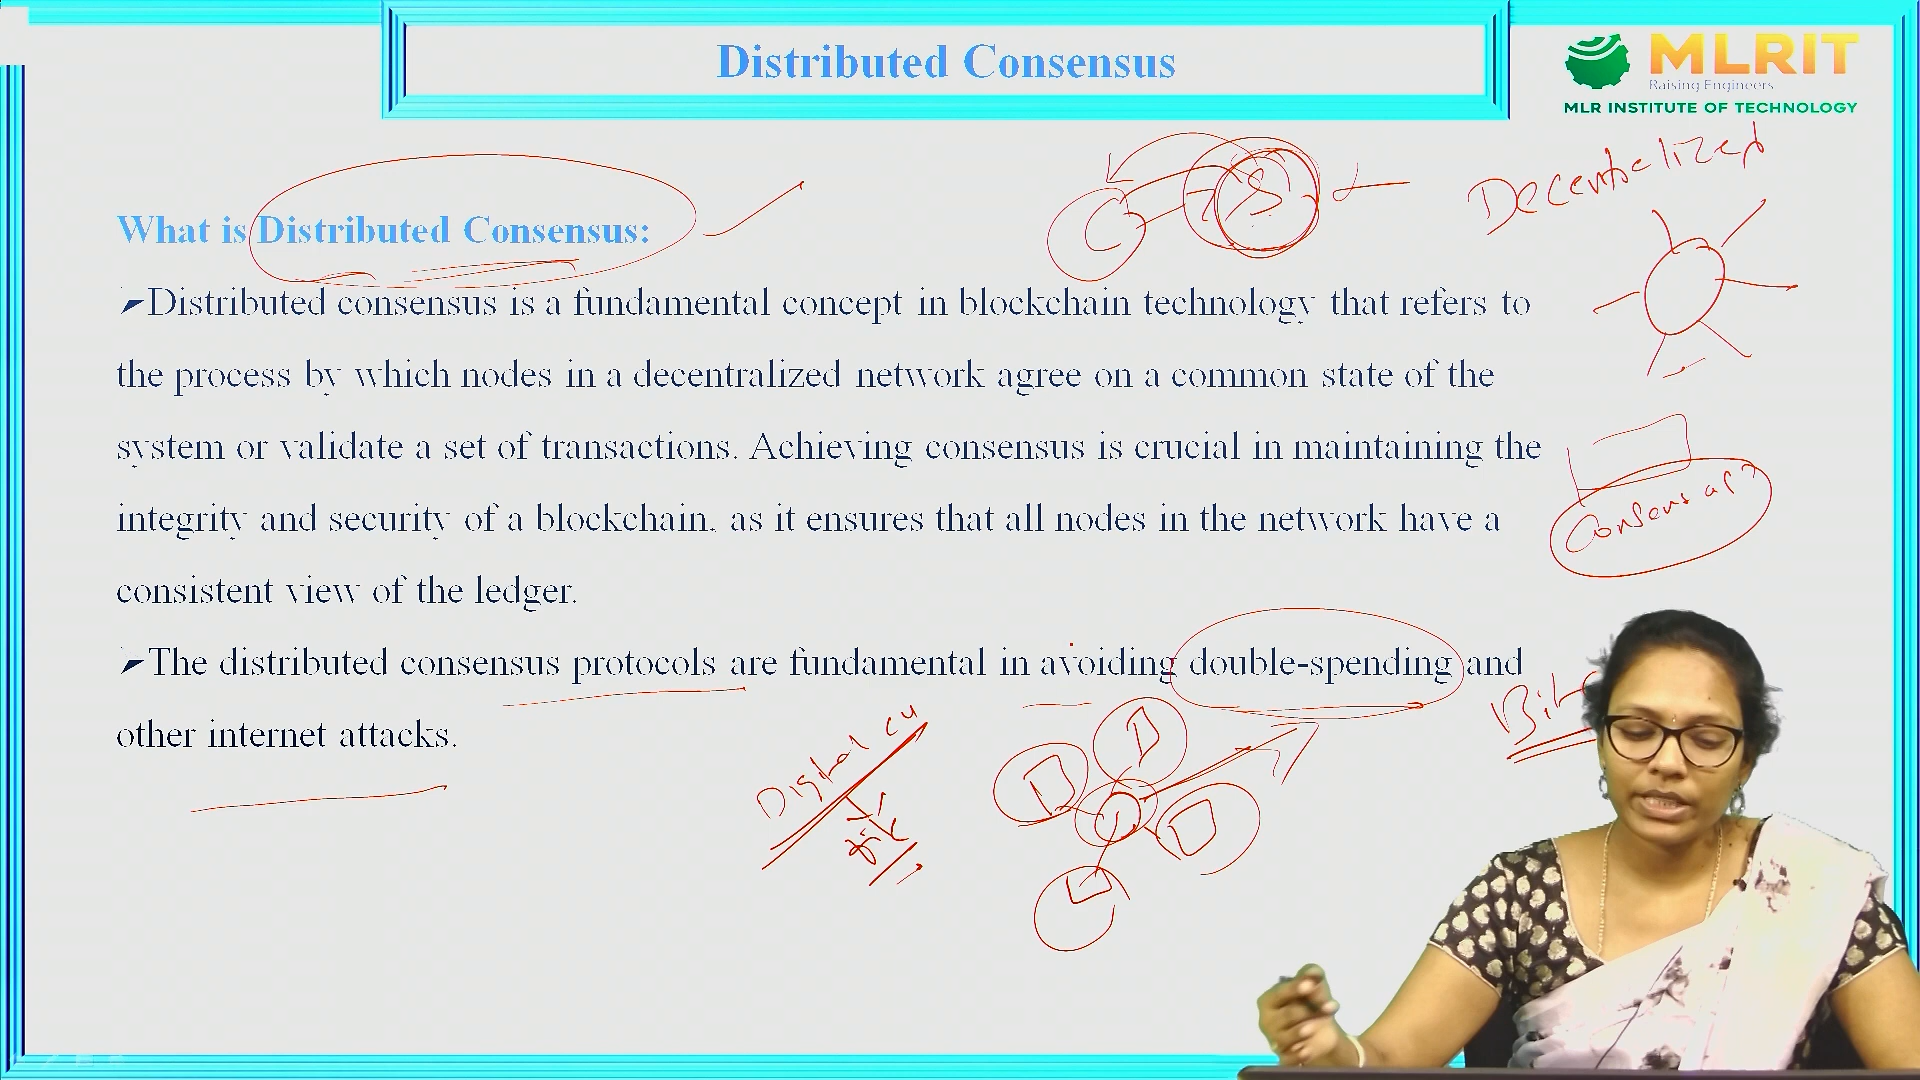 Distributed Consensus
MLRIT
Raising Engineers
MLR INSTITUTE OF TECHNOLOGY
Decentralized
C
S
What is Distributed Consensus:
➤Distributed consensus is a fundamental concept in blockchain technology that refers to
the process by which nodes in a decentralized network agree on a common state of the
system or validate a set of transactions. Achieving consensus is crucial in maintaining the
integrity and security of a blockchain, as it ensures that all nodes in the network have a
consistent view of the ledger.
➤The distributed consensus protocols are fundamental in avoiding double-spending and
other internet attacks.
Digital